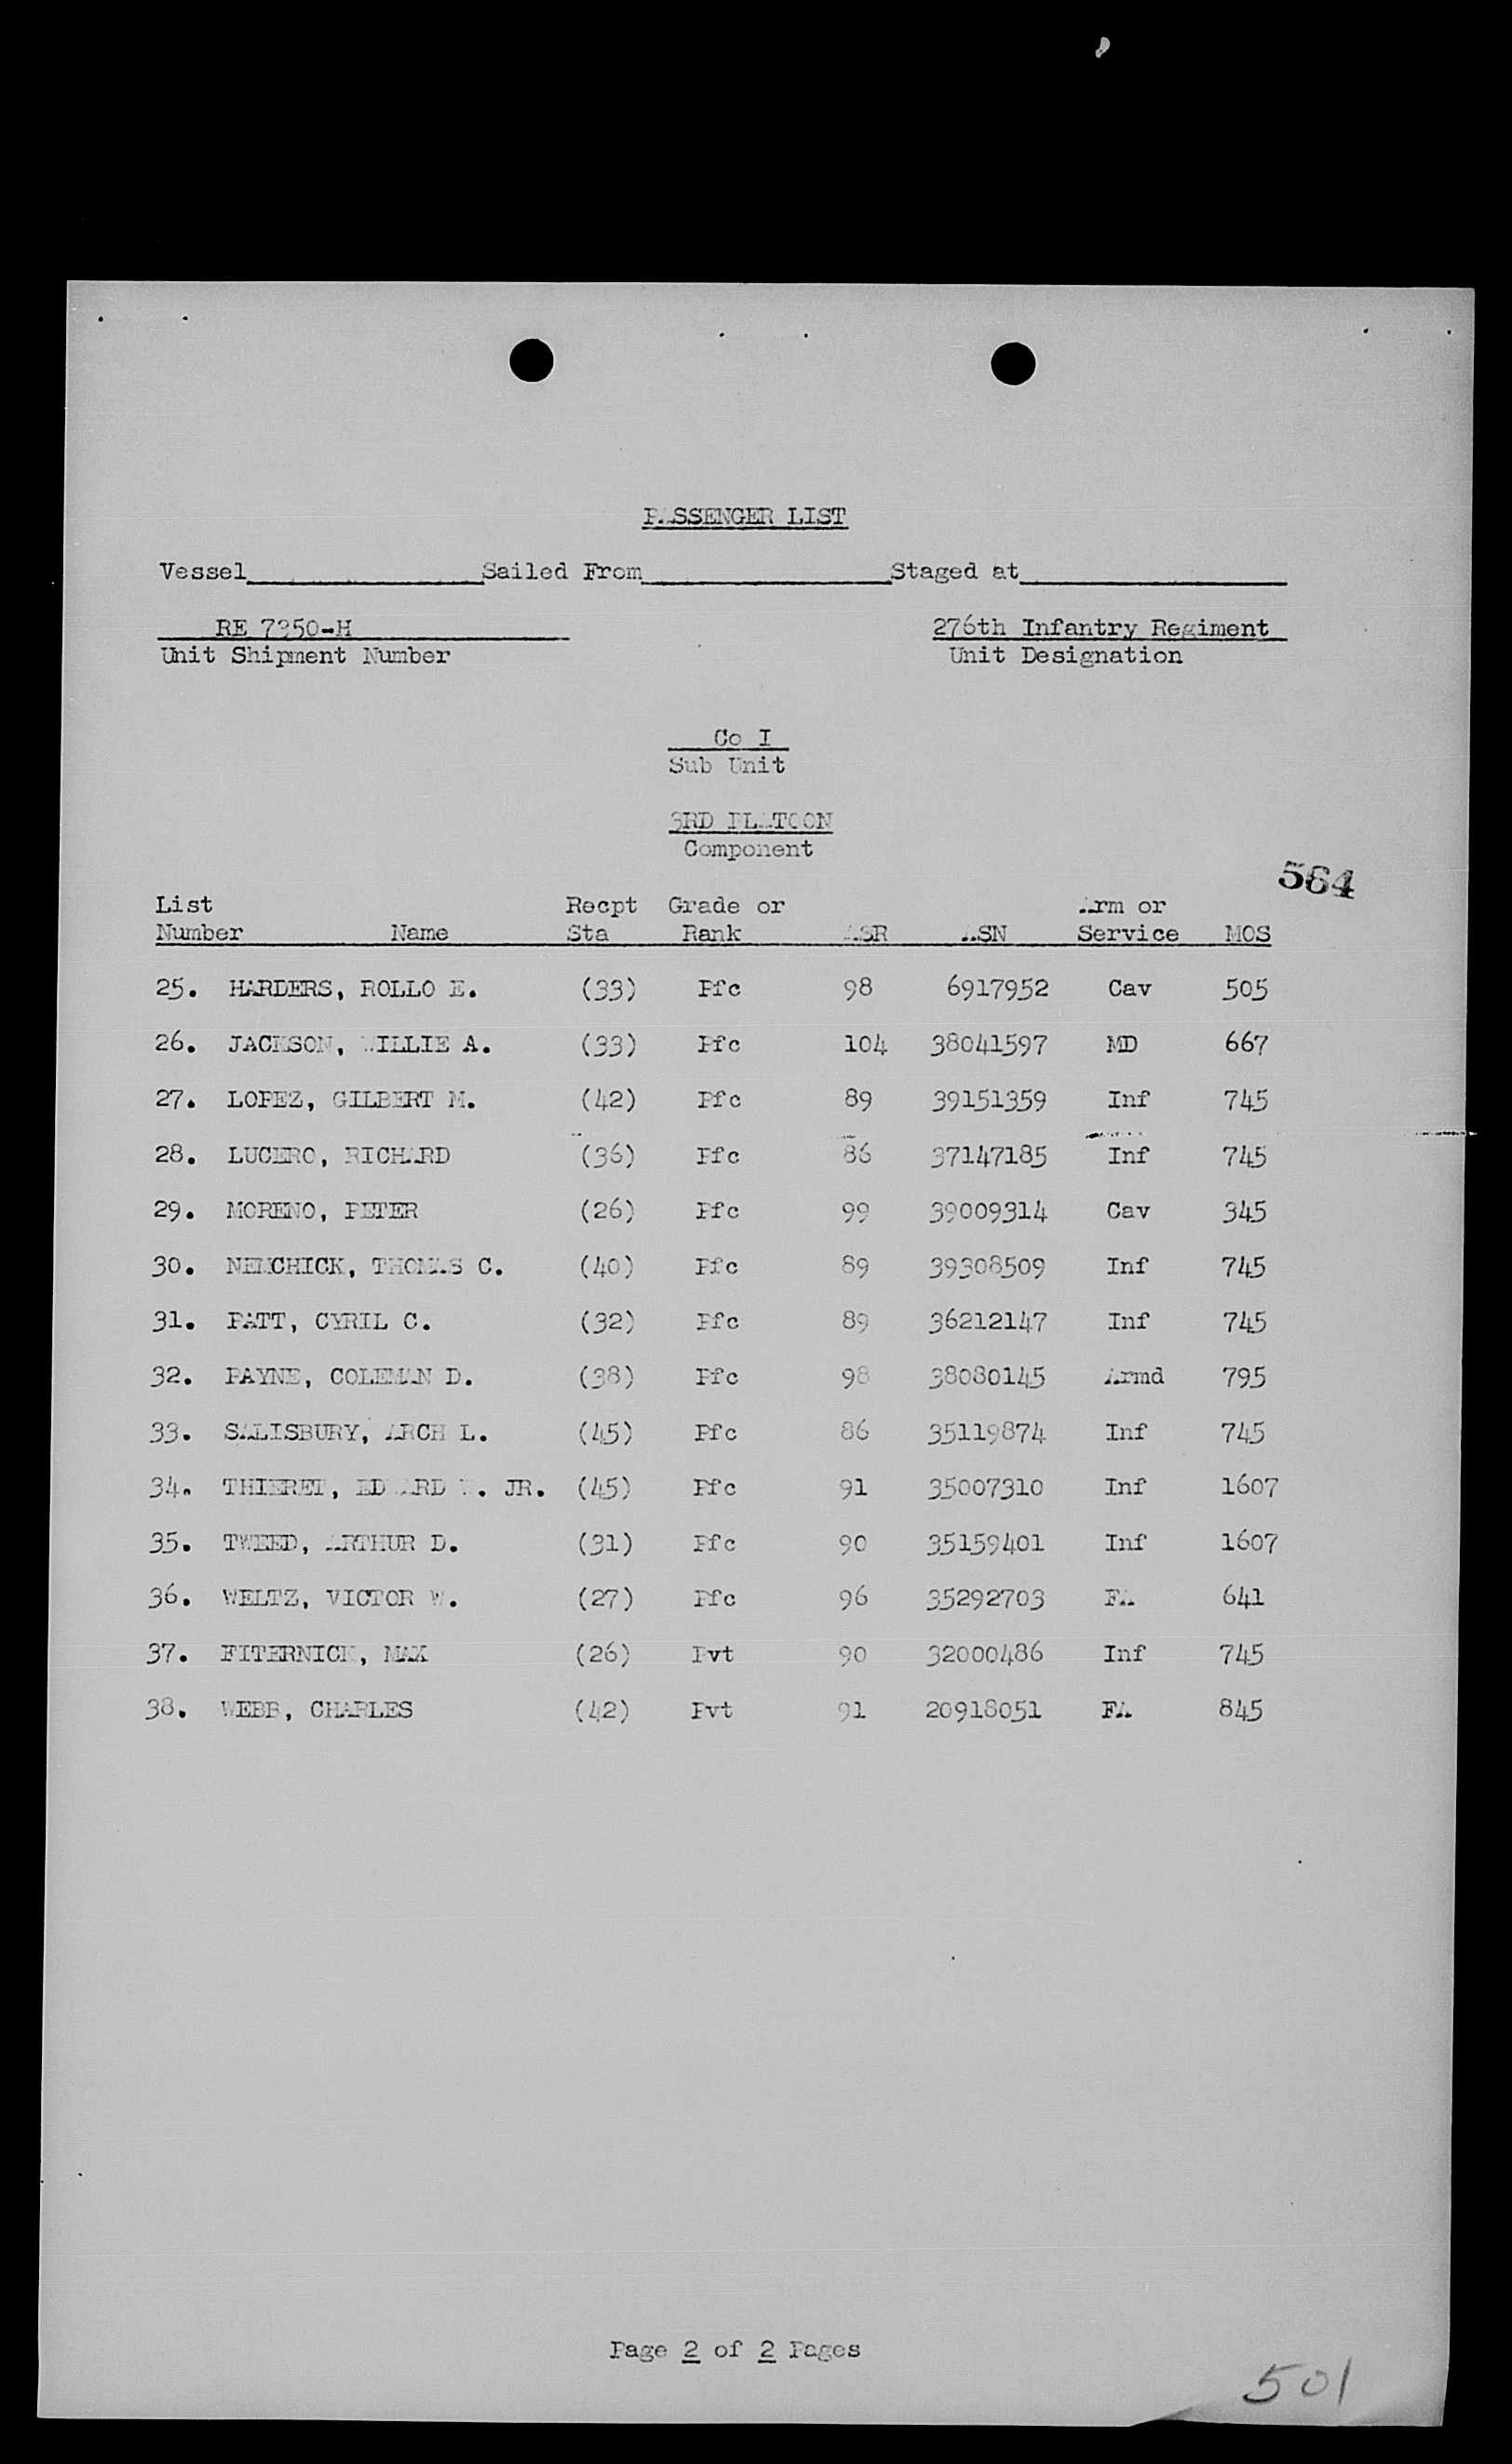 PASSENGER LIST
Vessel Sailed From Staged at
RE 7350-H 276th Infantry Regiment
Unit Shipment Number Unit Designation
Co I
Sub Unit
3RD PLATOON
Component
564
List Recpt Grade or Arm or
Number Name Sta Rank ASR ASN Service MOS
25. HARDERS, ROLLO E. (33) Pfc 98 6917952 Cav 505
26. JACKSON, WILLIE A. (33) Pfc 104 38041597 MD 667
27. LOPEZ, GILBERT M. (42) Pfc 89 39151359 Inf 745
28. LUCERO, RICHARD (36) Pfc 86 37147185 Inf 745
29. MORENO, PETER (26) Pfc 99 39009314 Cav 345
30. NEMCHICK, THOMAS C. (40) Pfc 89 39308509 Inf 745
31. PATT, CYRIL C. (32) Pfc 89 36212147 Inf 745
32. PAYNE, COLEMAN D. (38) Pfc 98 38080145 Armd 795
33. SALISBURY, ARCH L. (45) Pfc 86 35119874 Inf 745
34. THIERET, EDWARD W. JR. (45) Pfc 91 35007310 Inf 1607
35. TWEED, ARTHUR D. (31) Pfc 90 35159401 Inf 1607
36. WELTZ, VICTOR W. (27) Pfc 96 35292703 FA 641
37. FITERNICK, MAX (26) Pvt 90 32000486 Inf 745
38. WEBB, CHARLES (42) Pvt 91 20918051 FA 845
Page 2 of 2 Pages
501